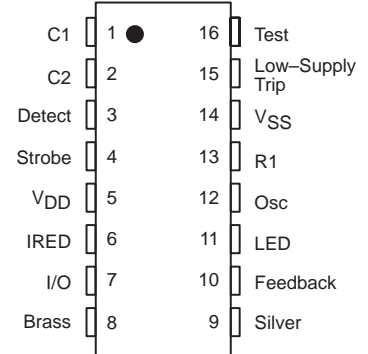 C1 1 16 Test
C2 2 15 Low–Supply Trip
Detect 3 14 VSS
Strobe 4 13 R1
VDD 5 12 Osc
IRED 6 11 LED
I/O 7 10 Feedback
Brass 8 9 Silver